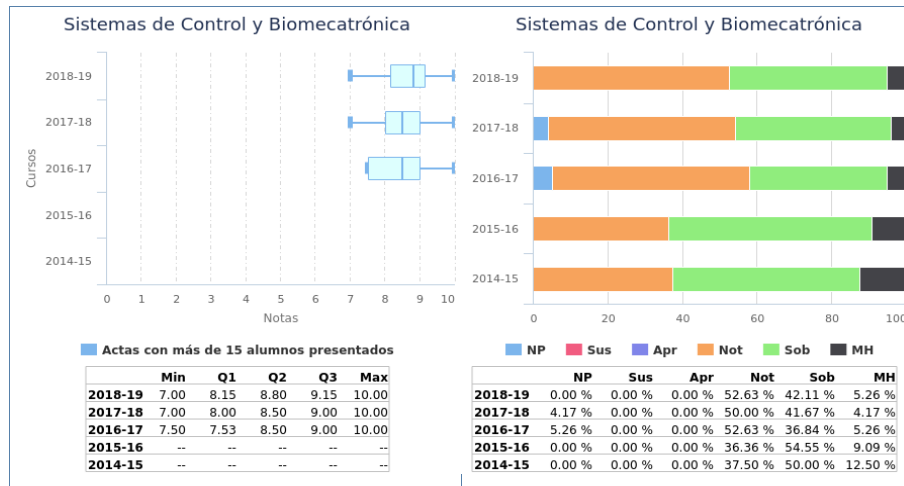 Sistemas de Control y Biomecatrónica
2018-19
2017-18
2016-17
2015-16
2014-15
Cursos
0 1 2 3 4 5 6 7 8 9 10
Notas
Actas con más de 15 alumnos presentados
Min Q1 Q2 Q3 Max
2018-19 7.00 8.15 8.80 9.15 10.00
2017-18 7.00 8.00 8.50 9.00 10.00
2016-17 7.50 7.53 8.50 9.00 10.00
2015-16 -- -- -- -- --
2014-15 -- -- -- -- --
Sistemas de Control y Biomecatrónica
2018-19
2017-18
2016-17
2015-16
2014-15
0 20 40 60 80 100
NP Sus Apr Not Sob MH
NP Sus Apr Not Sob MH
2018-19 0.00 % 0.00 % 0.00 % 52.63 % 42.11 % 5.26 %
2017-18 4.17 % 0.00 % 0.00 % 50.00 % 41.67 % 4.17 %
2016-17 5.26 % 0.00 % 0.00 % 52.63 % 36.84 % 5.26 %
2015-16 0.00 % 0.00 % 0.00 % 36.36 % 54.55 % 9.09 %
2014-15 0.00 % 0.00 % 0.00 % 37.50 % 50.00 % 12.50 %